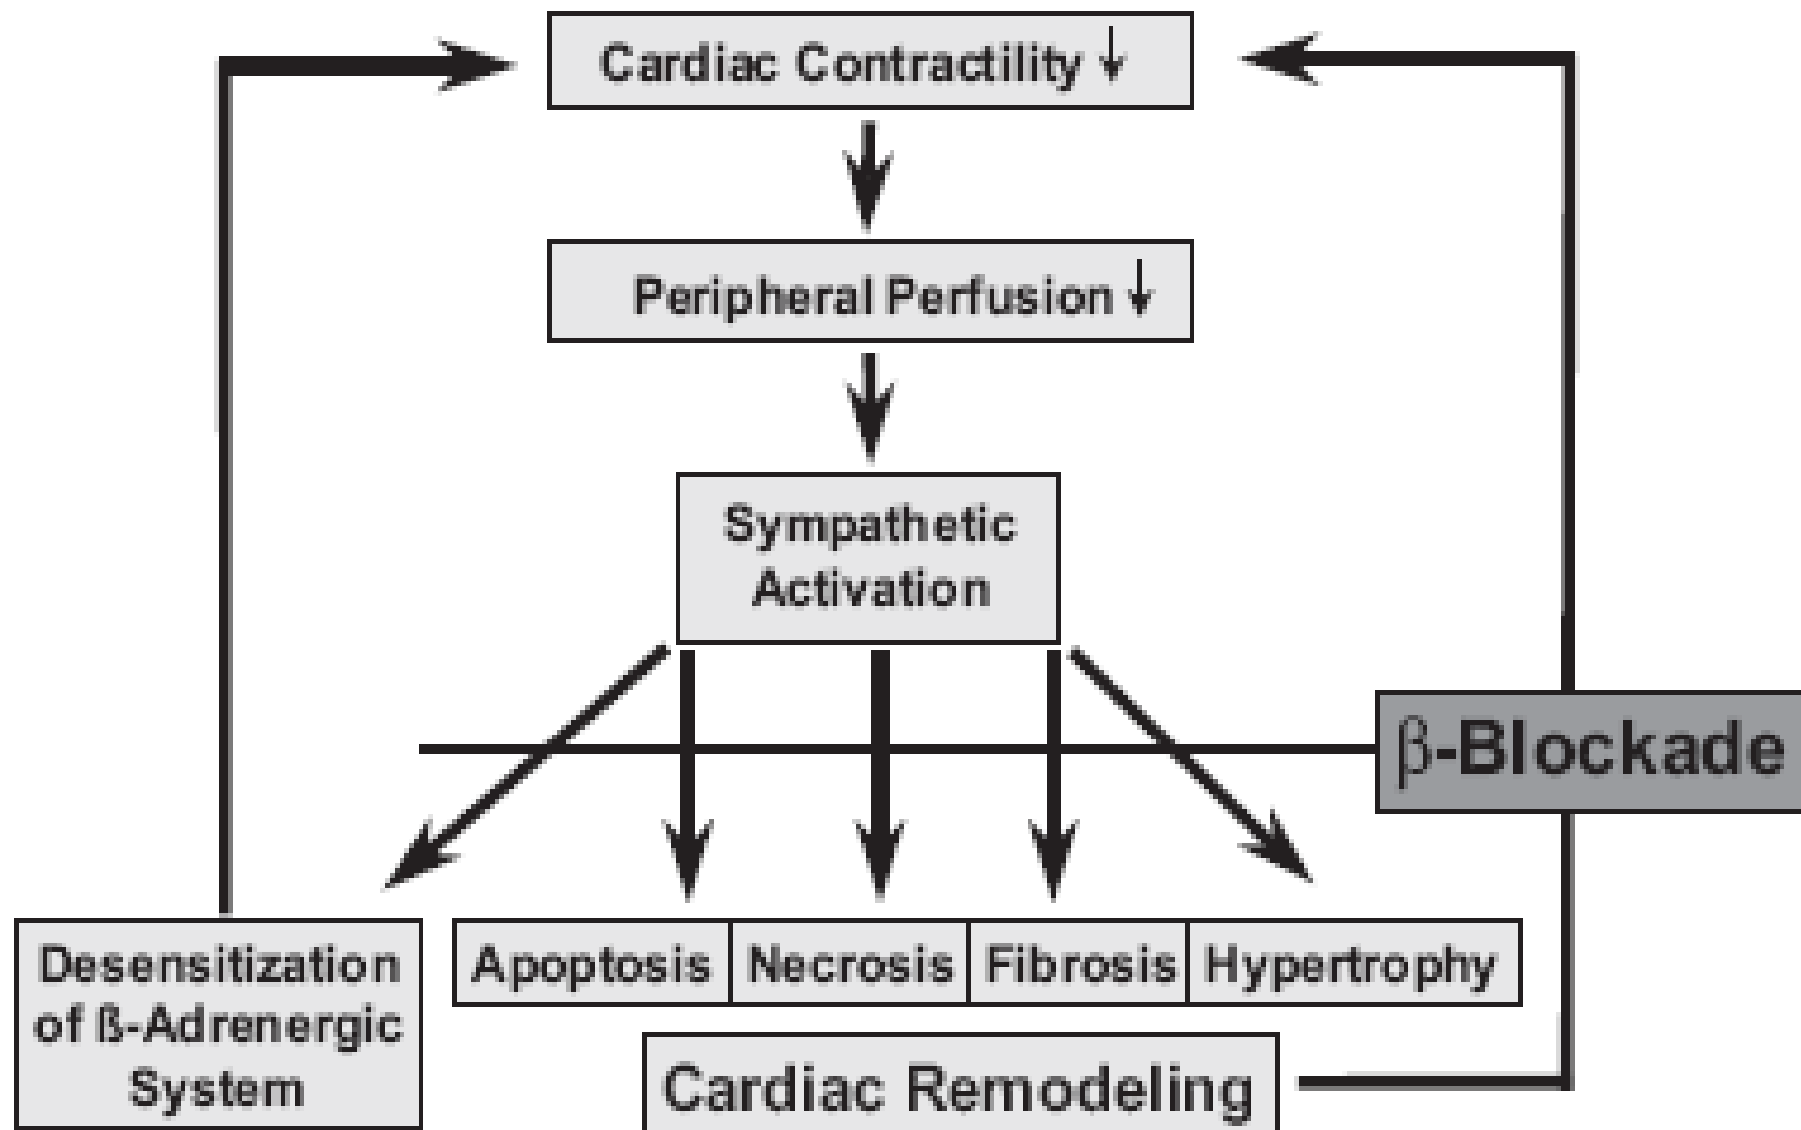 Cardiac Contractility ↓
Peripheral Perfusion ↓
Sympathetic
Activation
β-Blockade
Desensitization
of ß-Adrenergic
System
Apoptosis
Necrosis
Fibrosis
Hypertrophy
Cardiac Remodeling